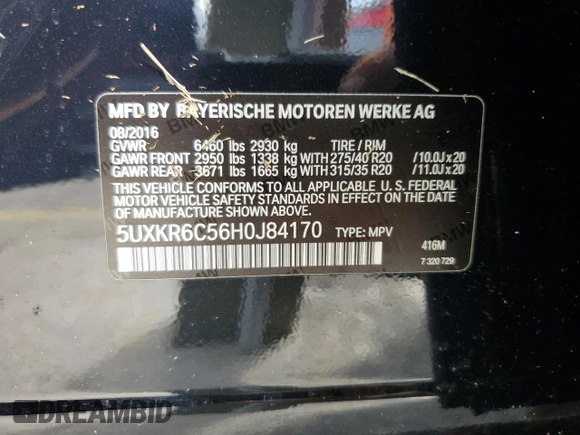 MFD BY BAYERISCHE MOTOREN WERKE AG
08/2016
GVWR 6460 lbs 2930 kg TIRE / RIM
GAWR FRONT 2950 lbs 1338 kg WITH 275/40 R20 /10.0J x 20
GAWR REAR 3671 lbs 1665 kg WITH 315/35 R20 /11.0J x 20
THIS VEHICLE CONFORMS TO ALL APPLICABLE U. S. FEDERAL
MOTOR VEHICLE SAFETY STANDARDS IN EFFECT ON THE DATE
OF MANUFACTURE SHOWN ABOVE.
5UXKR6C56H0J84170 TYPE: MPV
416M
7 320 729
DREAMBID